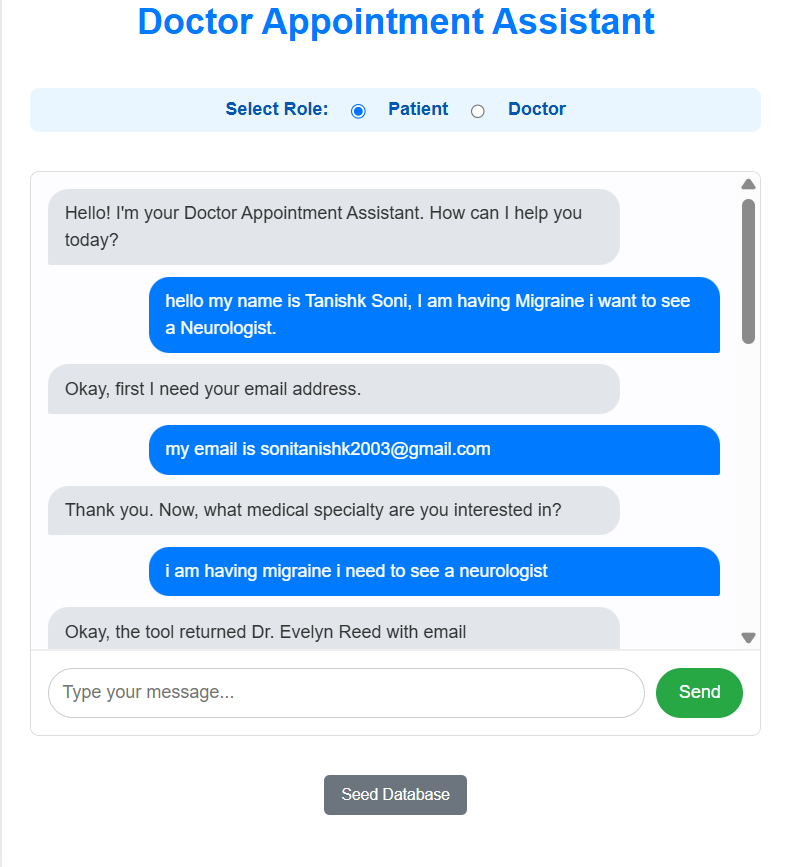 Doctor Appointment Assistant
Select Role: Patient Doctor
Hello! I'm your Doctor Appointment Assistant. How can I help you
today?
hello my name is Tanishk Soni, I am having Migraine i want to see
a Neurologist.
Okay, first I need your email address.
my email is sonitanishk2003@gmail.com
Thank you. Now, what medical specialty are you interested in?
i am having migraine i need to see a neurologist
Okay, the tool returned Dr. Evelyn Reed with email
Type your message...
Send
Seed Database